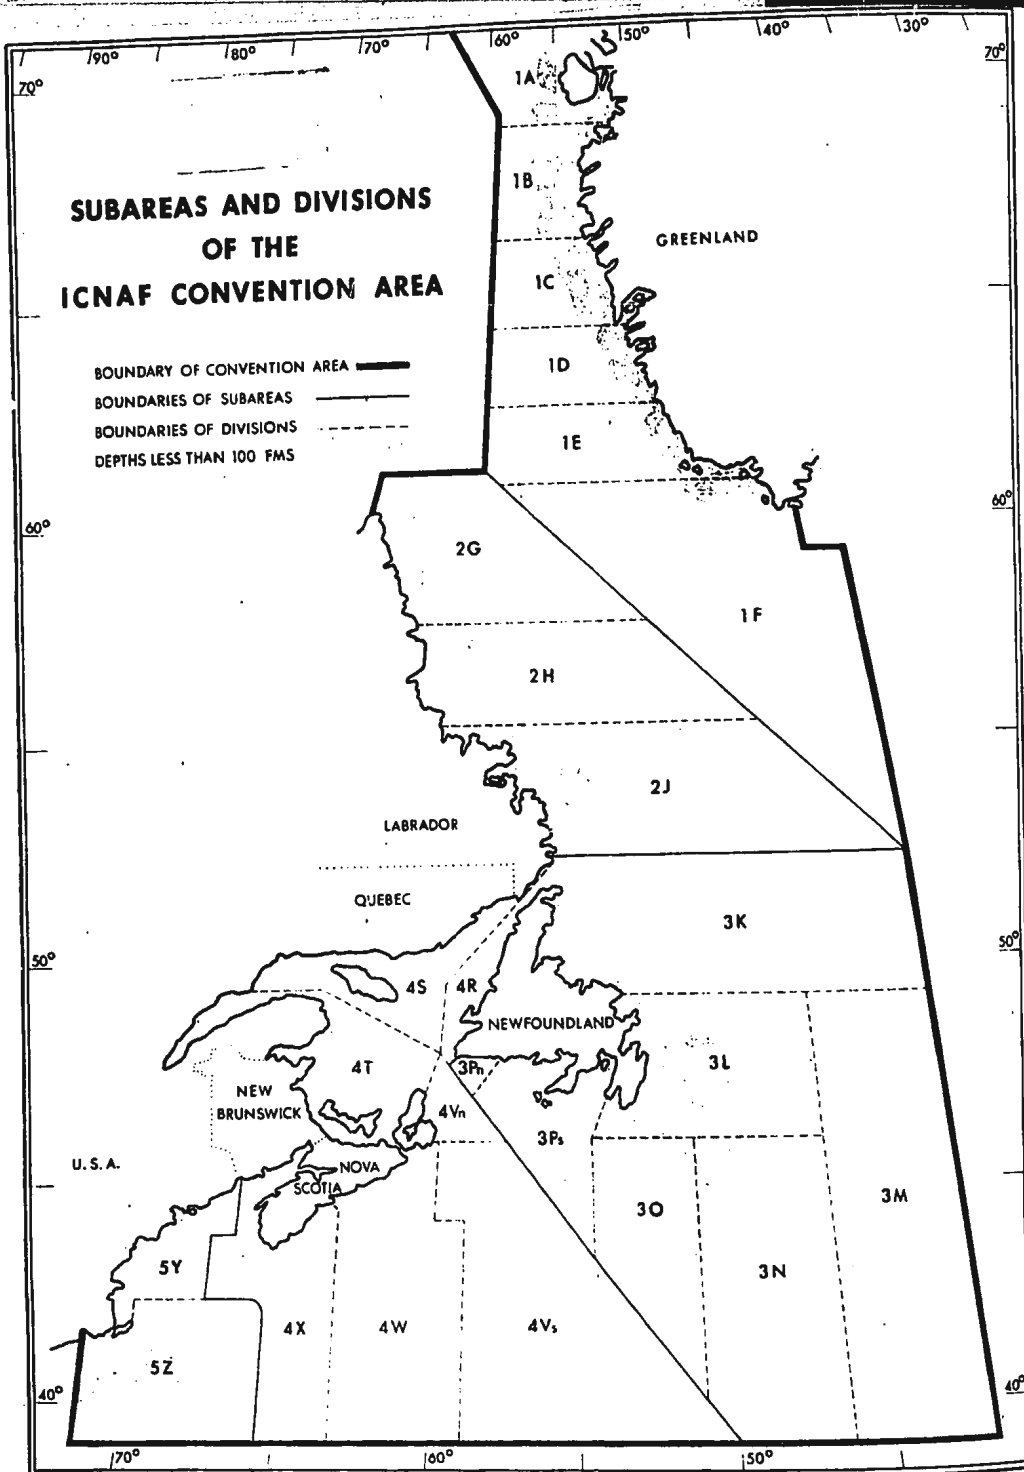 90° 80° 70° 60° 50° 40° 30°
70° 70°
1A
1B
SUBAREAS AND DIVISIONS
OF THE
ICNAF CONVENTION AREA
GREENLAND
1C
BOUNDARY OF CONVENTION AREA
BOUNDARIES OF SUBAREAS
BOUNDARIES OF DIVISIONS
DEPTHS LESS THAN 100 FMS
1D
1E
60° 60°
2G
1F
2H
2J
LABRADOR
QUEBEC
3K
50° 50°
4S 4R
NEWFOUNDLAND
4T 3Pn 3L
NEW
BRUNSWICK
4Vn
3Ps
U.S.A.
NOVA
SCOTIA
3O 3M
5Y 3N
4X 4W 4Vs
5Z
40° 40°
70° 60° 50°